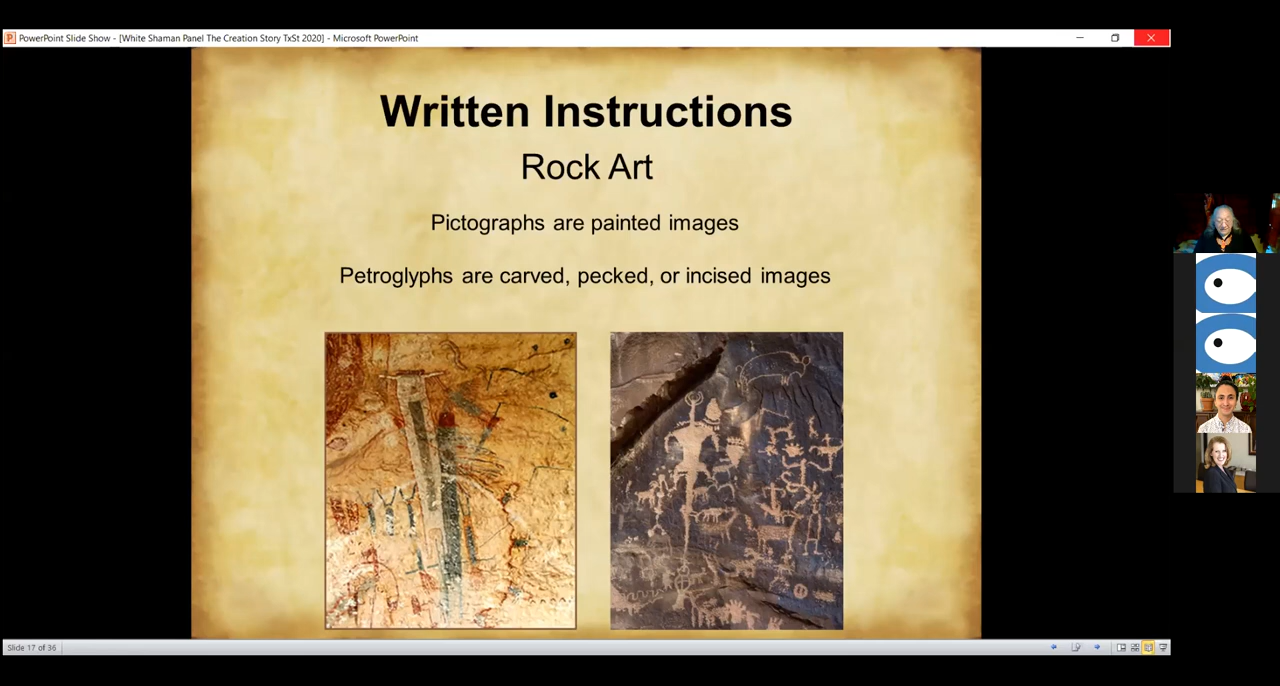 PowerPoint Slide Show - [White Shaman Panel The Creation Story TxSt 2020] - Microsoft PowerPoint
Written Instructions
Rock Art
Pictographs are painted images
Petroglyphs are carved, pecked, or incised images
Slide 17 of 36